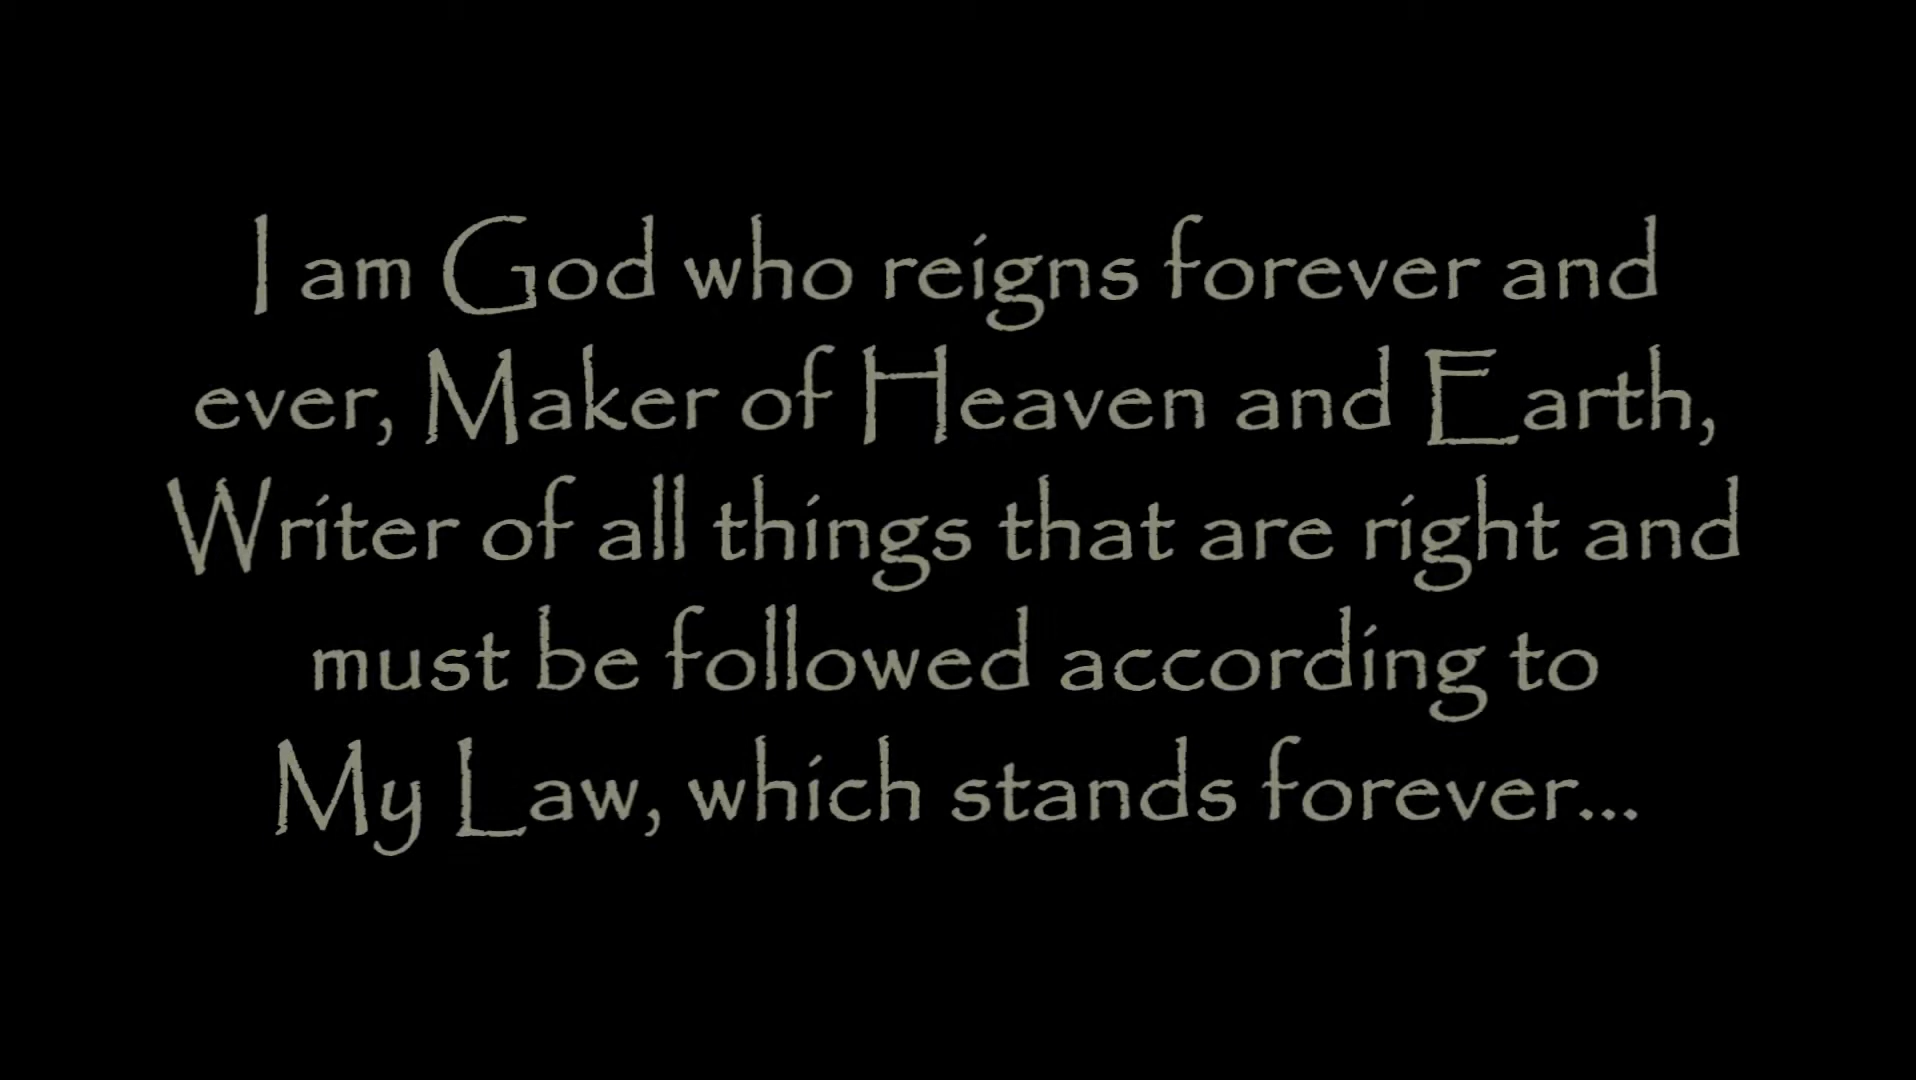 I am God who reigns forever and
ever, Maker of Heaven and Earth,
Writer of all things that are right and
must be followed according to
My Law, which stands forever...